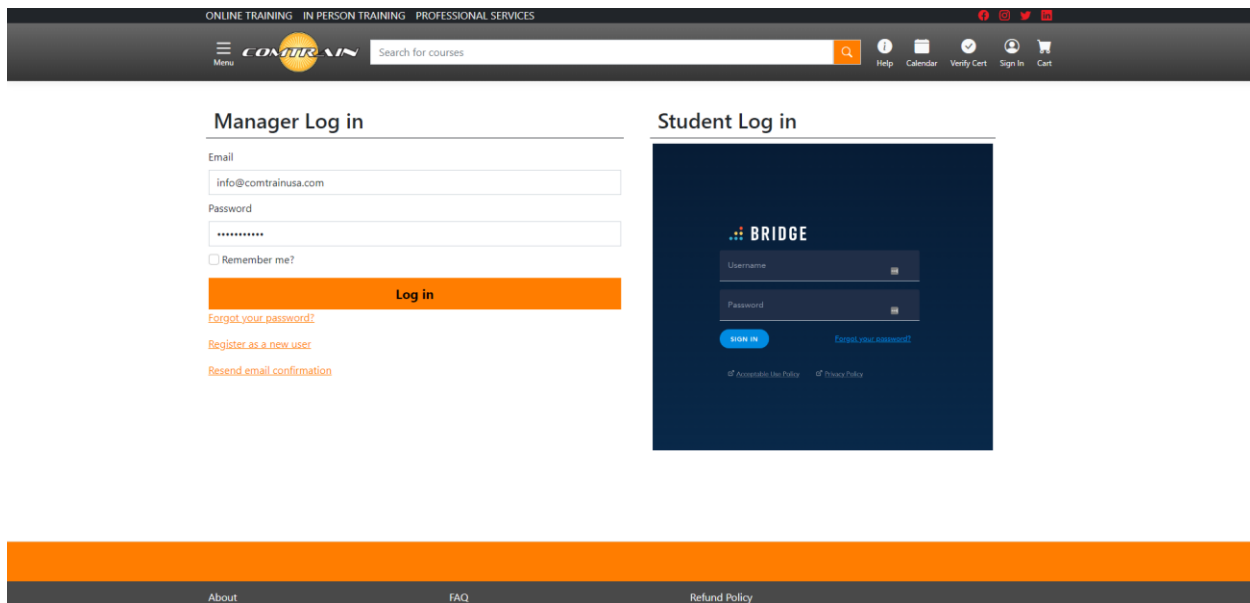 ONLINE TRAINING IN PERSON TRAINING PROFESSIONAL SERVICES
Menu COMTRAIN Search for courses Help Calendar Verify Cert Sign In Cart
Manager Log in
Email
info@comtrainusa.com
Password
•••••••••••
Remember me?
Log in
Forgot your password?
Register as a new user
Resend email confirmation
Student Log in
BRIDGE
Username
Password
SIGN IN Forgot your password?
Acceptable Use Policy Privacy Policy
About FAQ Refund Policy